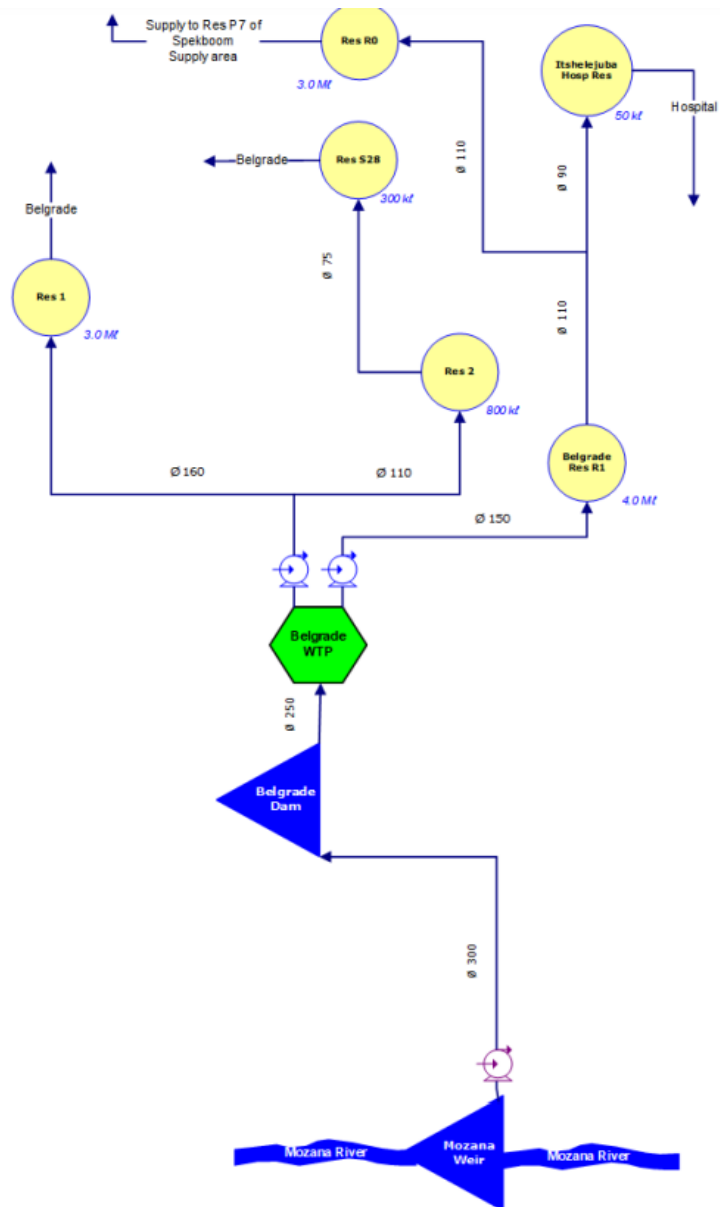 Supply to Res P7 of
Spekboom
Supply area
Res R0
3.0 Mℓ
Itshelejuba
Hosp Res
50 kℓ
Hospital
Ø 110
Ø 90
Belgrade
Res S28
300 kℓ
Belgrade
Ø 75
Res 1
3.0 Mℓ
Ø 110
Res 2
800 kℓ
Belgrade
Res R1
4.0 Mℓ
Ø 160
Ø 110
Ø 150
Belgrade
WTP
Ø 250
Belgrade
Dam
Ø 300
Mozana River
Mozana
Weir
Mozana River